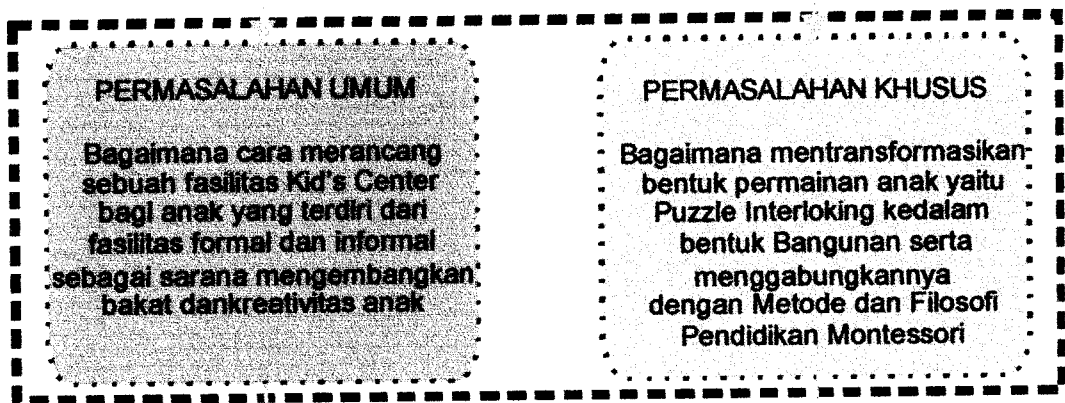 PERMASALAHAN UMUM
Bagaimana cara merancang
sebuah fasilitas Kid's Center
bagi anak yang terdiri dari
fasilitas formal dan informal
sebagai sarana mengembangkan
bakat dankreativitas anak
PERMASALAHAN KHUSUS
Bagaimana mentransformasikan
bentuk permainan anak yaitu
Puzzle Interloking kedalam
bentuk Bangunan serta
menggabungkannya
dengan Metode dan Filosofi
Pendidikan Montessori